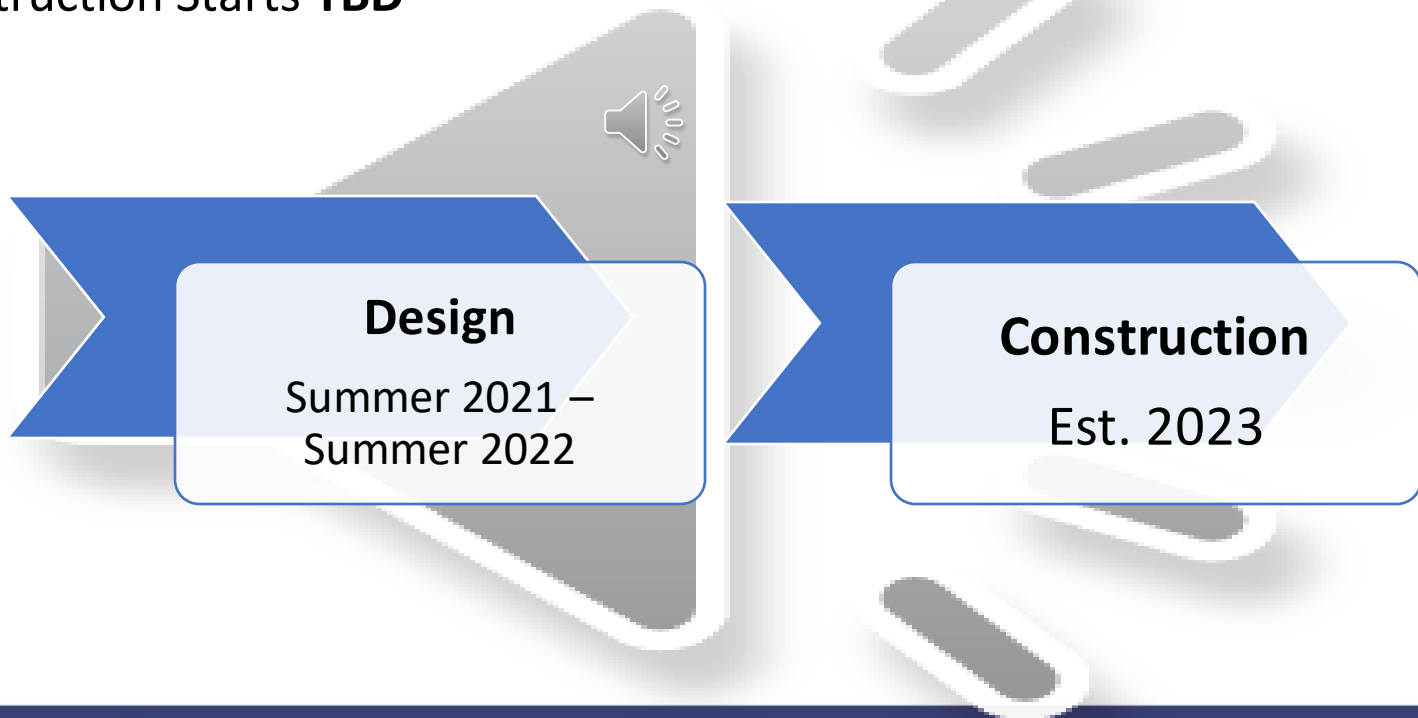 truction Starts TBD
Design
Summer 2021 –
Summer 2022
Construction
Est. 2023